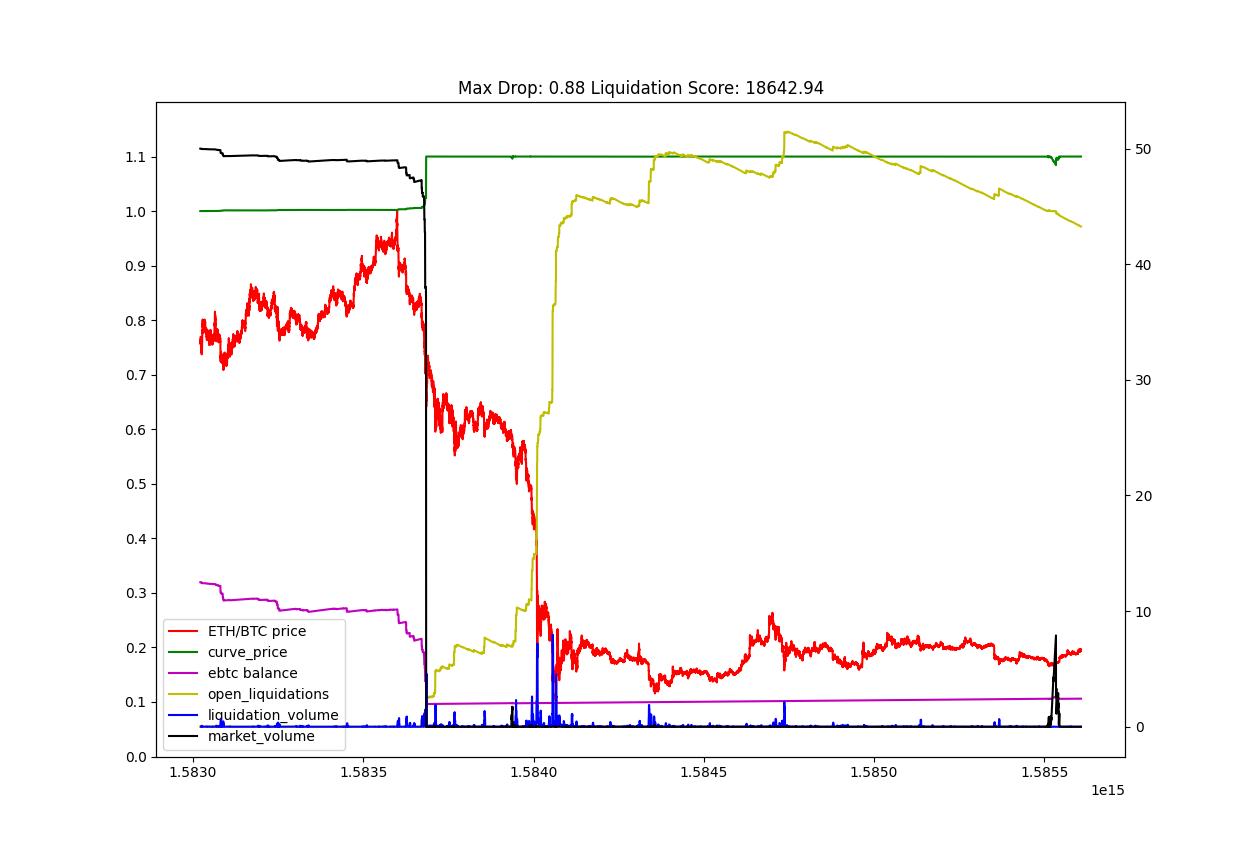 Max Drop: 0.88 Liquidation Score: 18642.94
1.1
1.0
0.9
0.8
0.7
0.6
0.5
0.4
0.3
0.2
0.1
0.0
50
40
30
20
10
0
ETH/BTC price
curve_price
ebtc balance
open_liquidations
liquidation_volume
market_volume
1.5830 1.5835 1.5840 1.5845 1.5850 1.5855
1e15